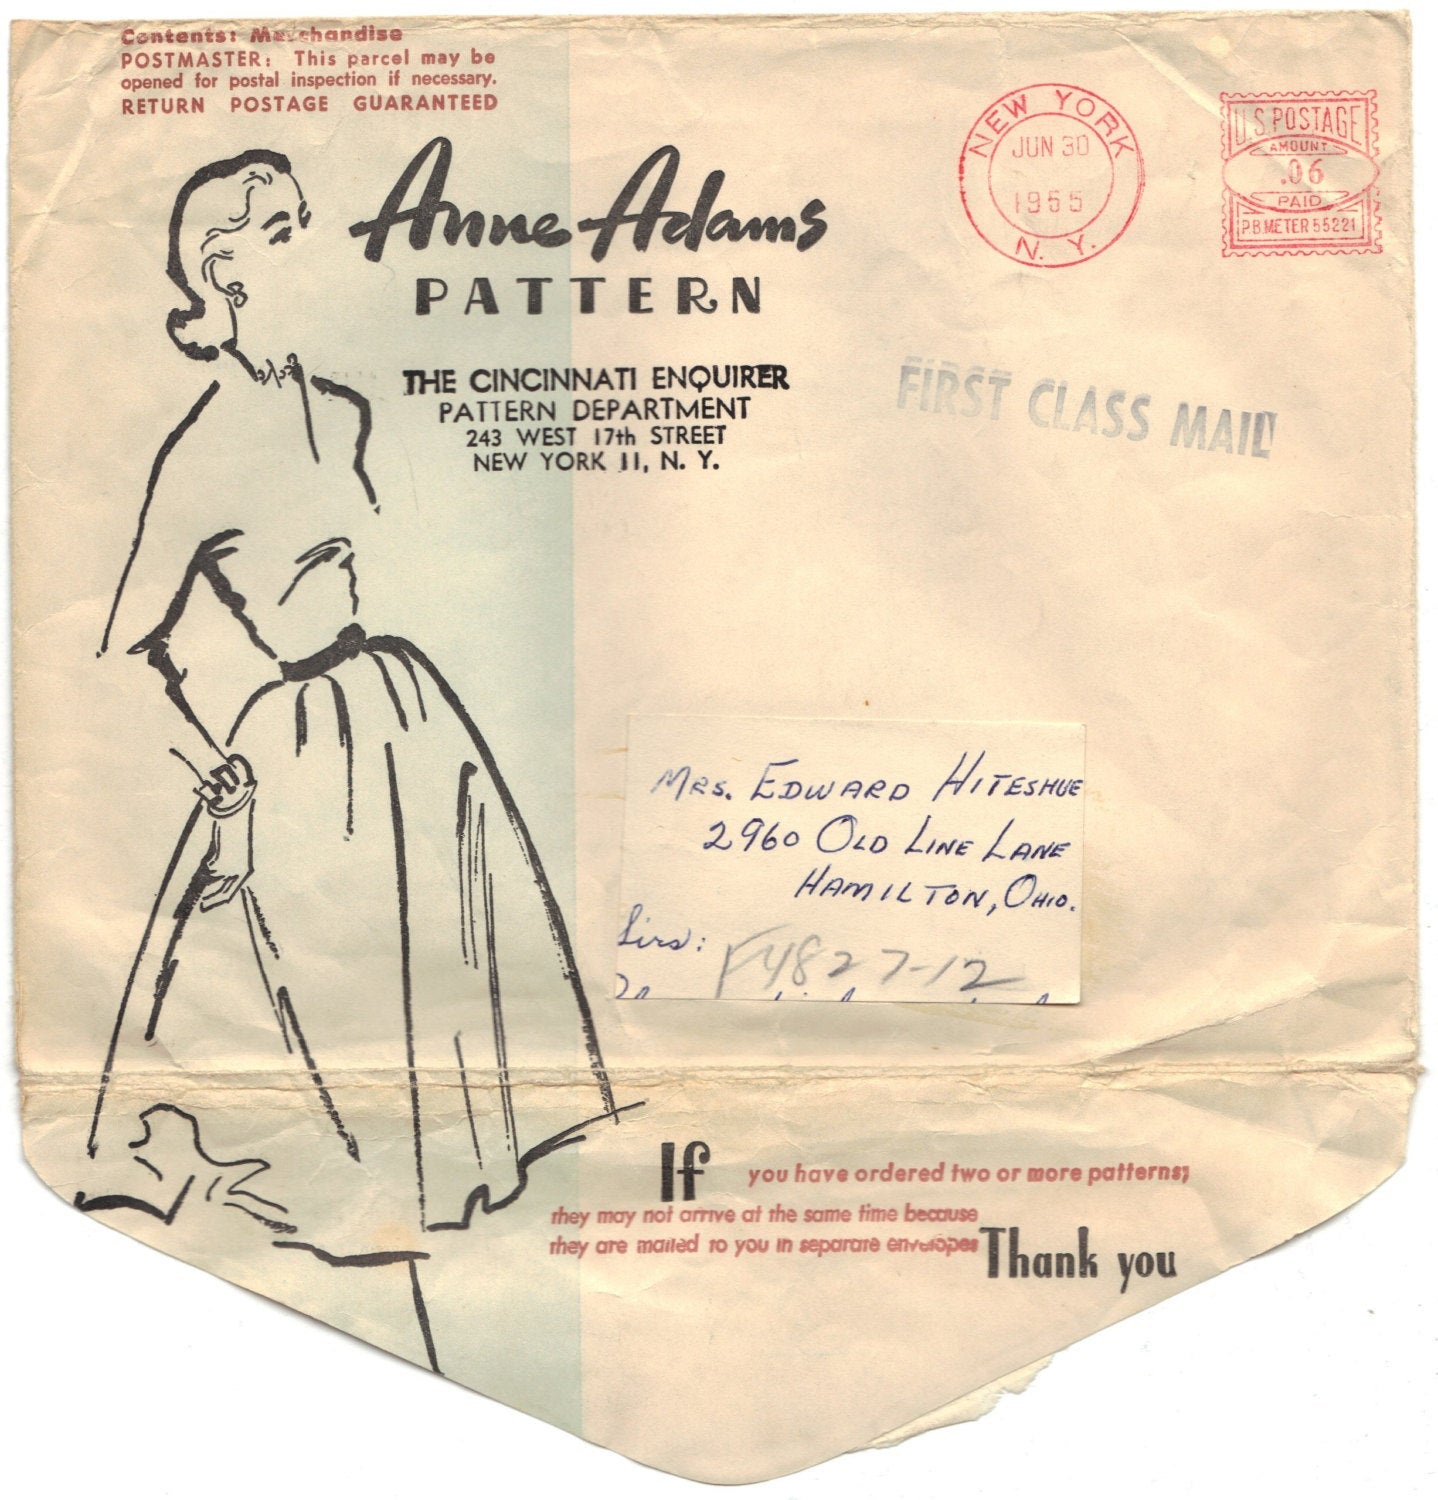 Contents: Merchandise
POSTMASTER: This parcel may be
opened for postal inspection if necessary.
RETURN POSTAGE GUARANTEED
Anne Adams
PATTERN
THE CINCINNATI ENQUIRER
PATTERN DEPARTMENT
243 WEST 17th STREET
NEW YORK 11, N. Y.
NEW YORK
JUN 30
1955
N. Y.
U.S. POSTAGE
AMOUNT
.06
PAID
P.B. METER 55221
FIRST CLASS MAIL
MRS. EDWARD HITESHUE
2960 OLD LINE LANE
HAMILTON, OHIO.
Sirs:
F4827-12
If you have ordered two or more patterns;
they may not arrive at the same time because
they are mailed to you in separate envelopes
Thank you